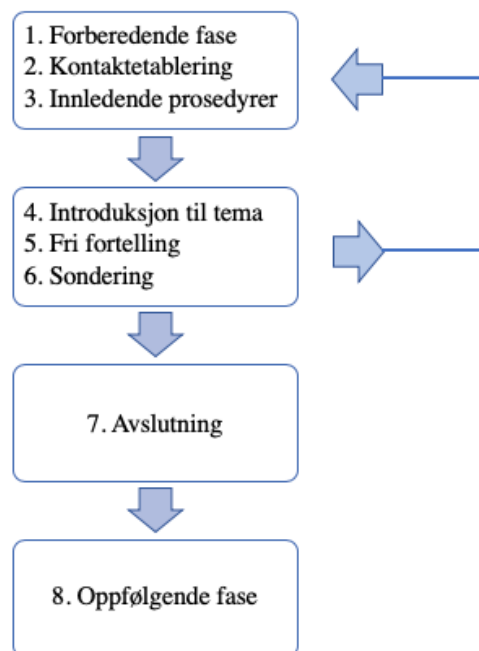 1. Forberedende fase
2. Kontaktetablering
3. Innledende prosedyrer
4. Introduksjon til tema
5. Fri fortelling
6. Sondering
7. Avslutning
8. Oppfølgende fase